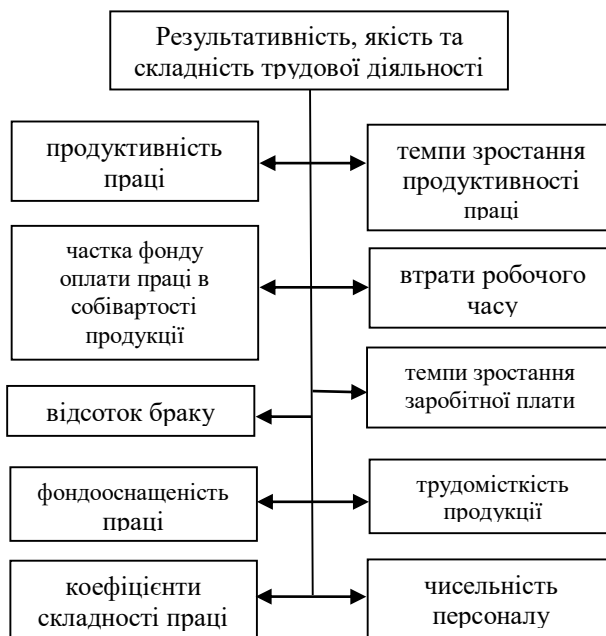 Результативність, якість та
складність трудової діяльності
продуктивність
праці
темпи зростання
продуктивності
праці
частка фонду
оплати праці в
собівартості
продукції
втрати робочого
часу
темпи зростання
заробітної плати
відсоток браку
фондооснащеність
праці
трудомісткість
продукції
коефіцієнти
складності праці
чисельність
персоналу